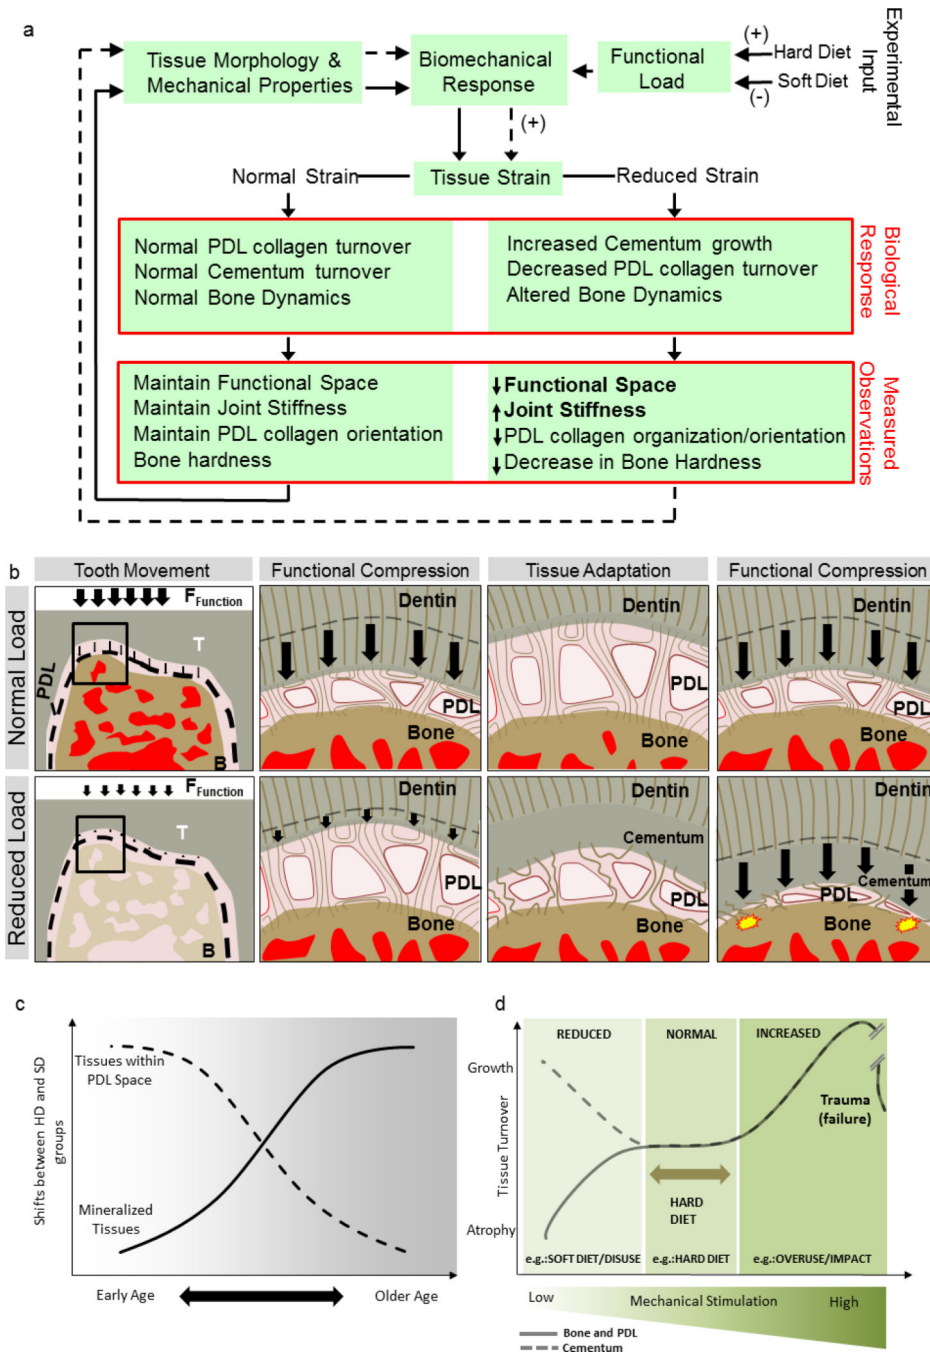 a
Tissue Morphology &
Mechanical Properties
Biomechanical
Response
Functional
Load
(+)
Hard Diet
Soft Diet
(-)
Experimental
Input
(+)
Normal Strain
Tissue Strain
Reduced Strain
Normal PDL collagen turnover
Normal Cementum turnover
Normal Bone Dynamics
Increased Cementum growth
Decreased PDL collagen turnover
Altered Bone Dynamics
Biological
Response
Maintain Functional Space
Maintain Joint Stiffness
Maintain PDL collagen orientation
Bone hardness
Functional Space
Joint Stiffness
PDL collagen organization/orientation
Decrease in Bone Hardness
Measured
Observations
b
Tooth Movement
Functional Compression
Tissue Adaptation
Functional Compression
Normal Load
FFunction
T
PDL
B
Dentin
PDL
Bone
Dentin
PDL
Bone
Dentin
PDL
Bone
Reduced Load
FFunction
T
B
Dentin
PDL
Bone
Dentin
Cementum
PDL
Bone
Dentin
Cementum
PDL
Bone
c
Shifts between HD and SD
groups
Tissues within
PDL Space
Mineralized
Tissues
Early Age
Older Age
d
Tissue Turnover
Growth
Atrophy
REDUCED
NORMAL
INCREASED
Trauma
(failure)
HARD
DIET
e.g.:SOFT DIET/DISUSE
e.g.:HARD DIET
e.g.:OVERUSE/IMPACT
Low
Mechanical Stimulation
High
Bone and PDL
Cementum